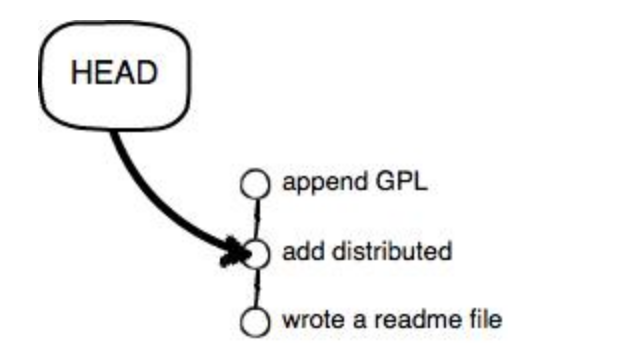 HEAD
append GPL
add distributed
wrote a readme file